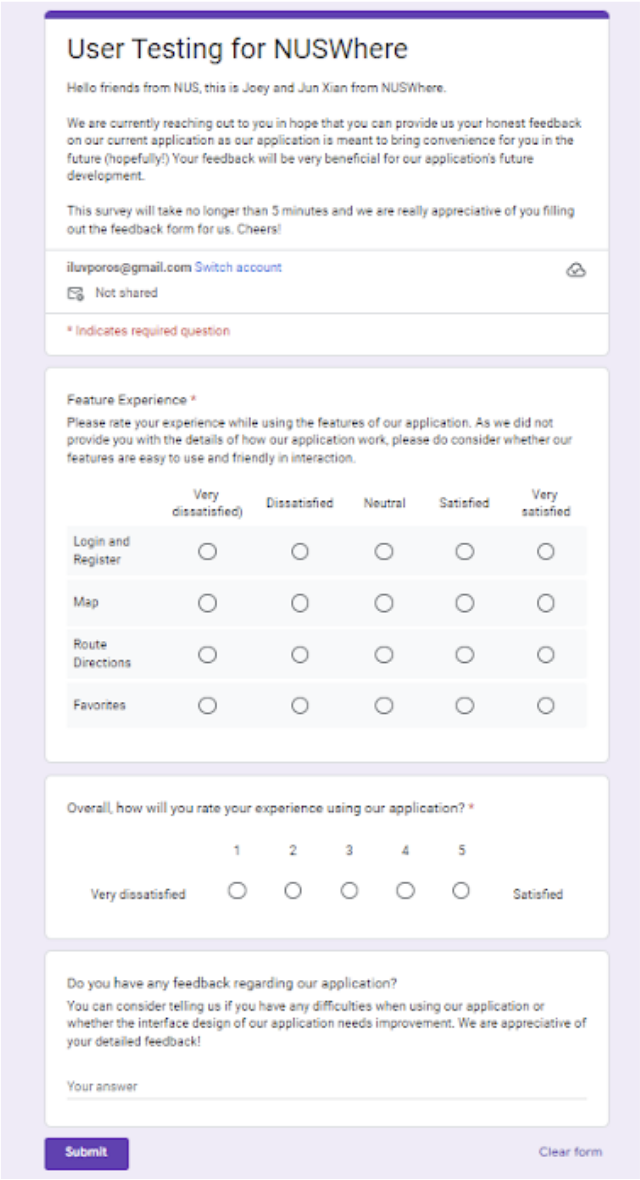 User Testing for NUSWhere
Hello friends from NUS, this is Joey and Jun Xian from NUSWhere.
We are currently reaching out to you in hope that you can provide us your honest feedback
on our current application as our application is meant to bring convenience for you in the
future (hopefully!) Your feedback will be very beneficial for our application's future
development.
This survey will take no longer than 5 minutes and we are really appreciative of you filling
out the feedback form for us. Cheers!
iluvporos@gmail.com Switch account
Not shared
* Indicates required question
Feature Experience *
Please rate your experience while using the features of our application. As we did not
provide you with the details of how our application work, please do consider whether our
features are easy to use and friendly in interaction.
Very dissatisfied) Dissatisfied Neutral Satisfied Very satisfied
Login and
Register
Map
Route
Directions
Favorites
Overall, how will you rate your experience using our application? *
1 2 3 4 5
Very dissatisfied Satisfied
Do you have any feedback regarding our application?
You can consider telling us if you have any difficulties when using our application or
whether the interface design of our application needs improvement. We are appreciative of
your detailed feedback!
Your answer
Submit Clear form